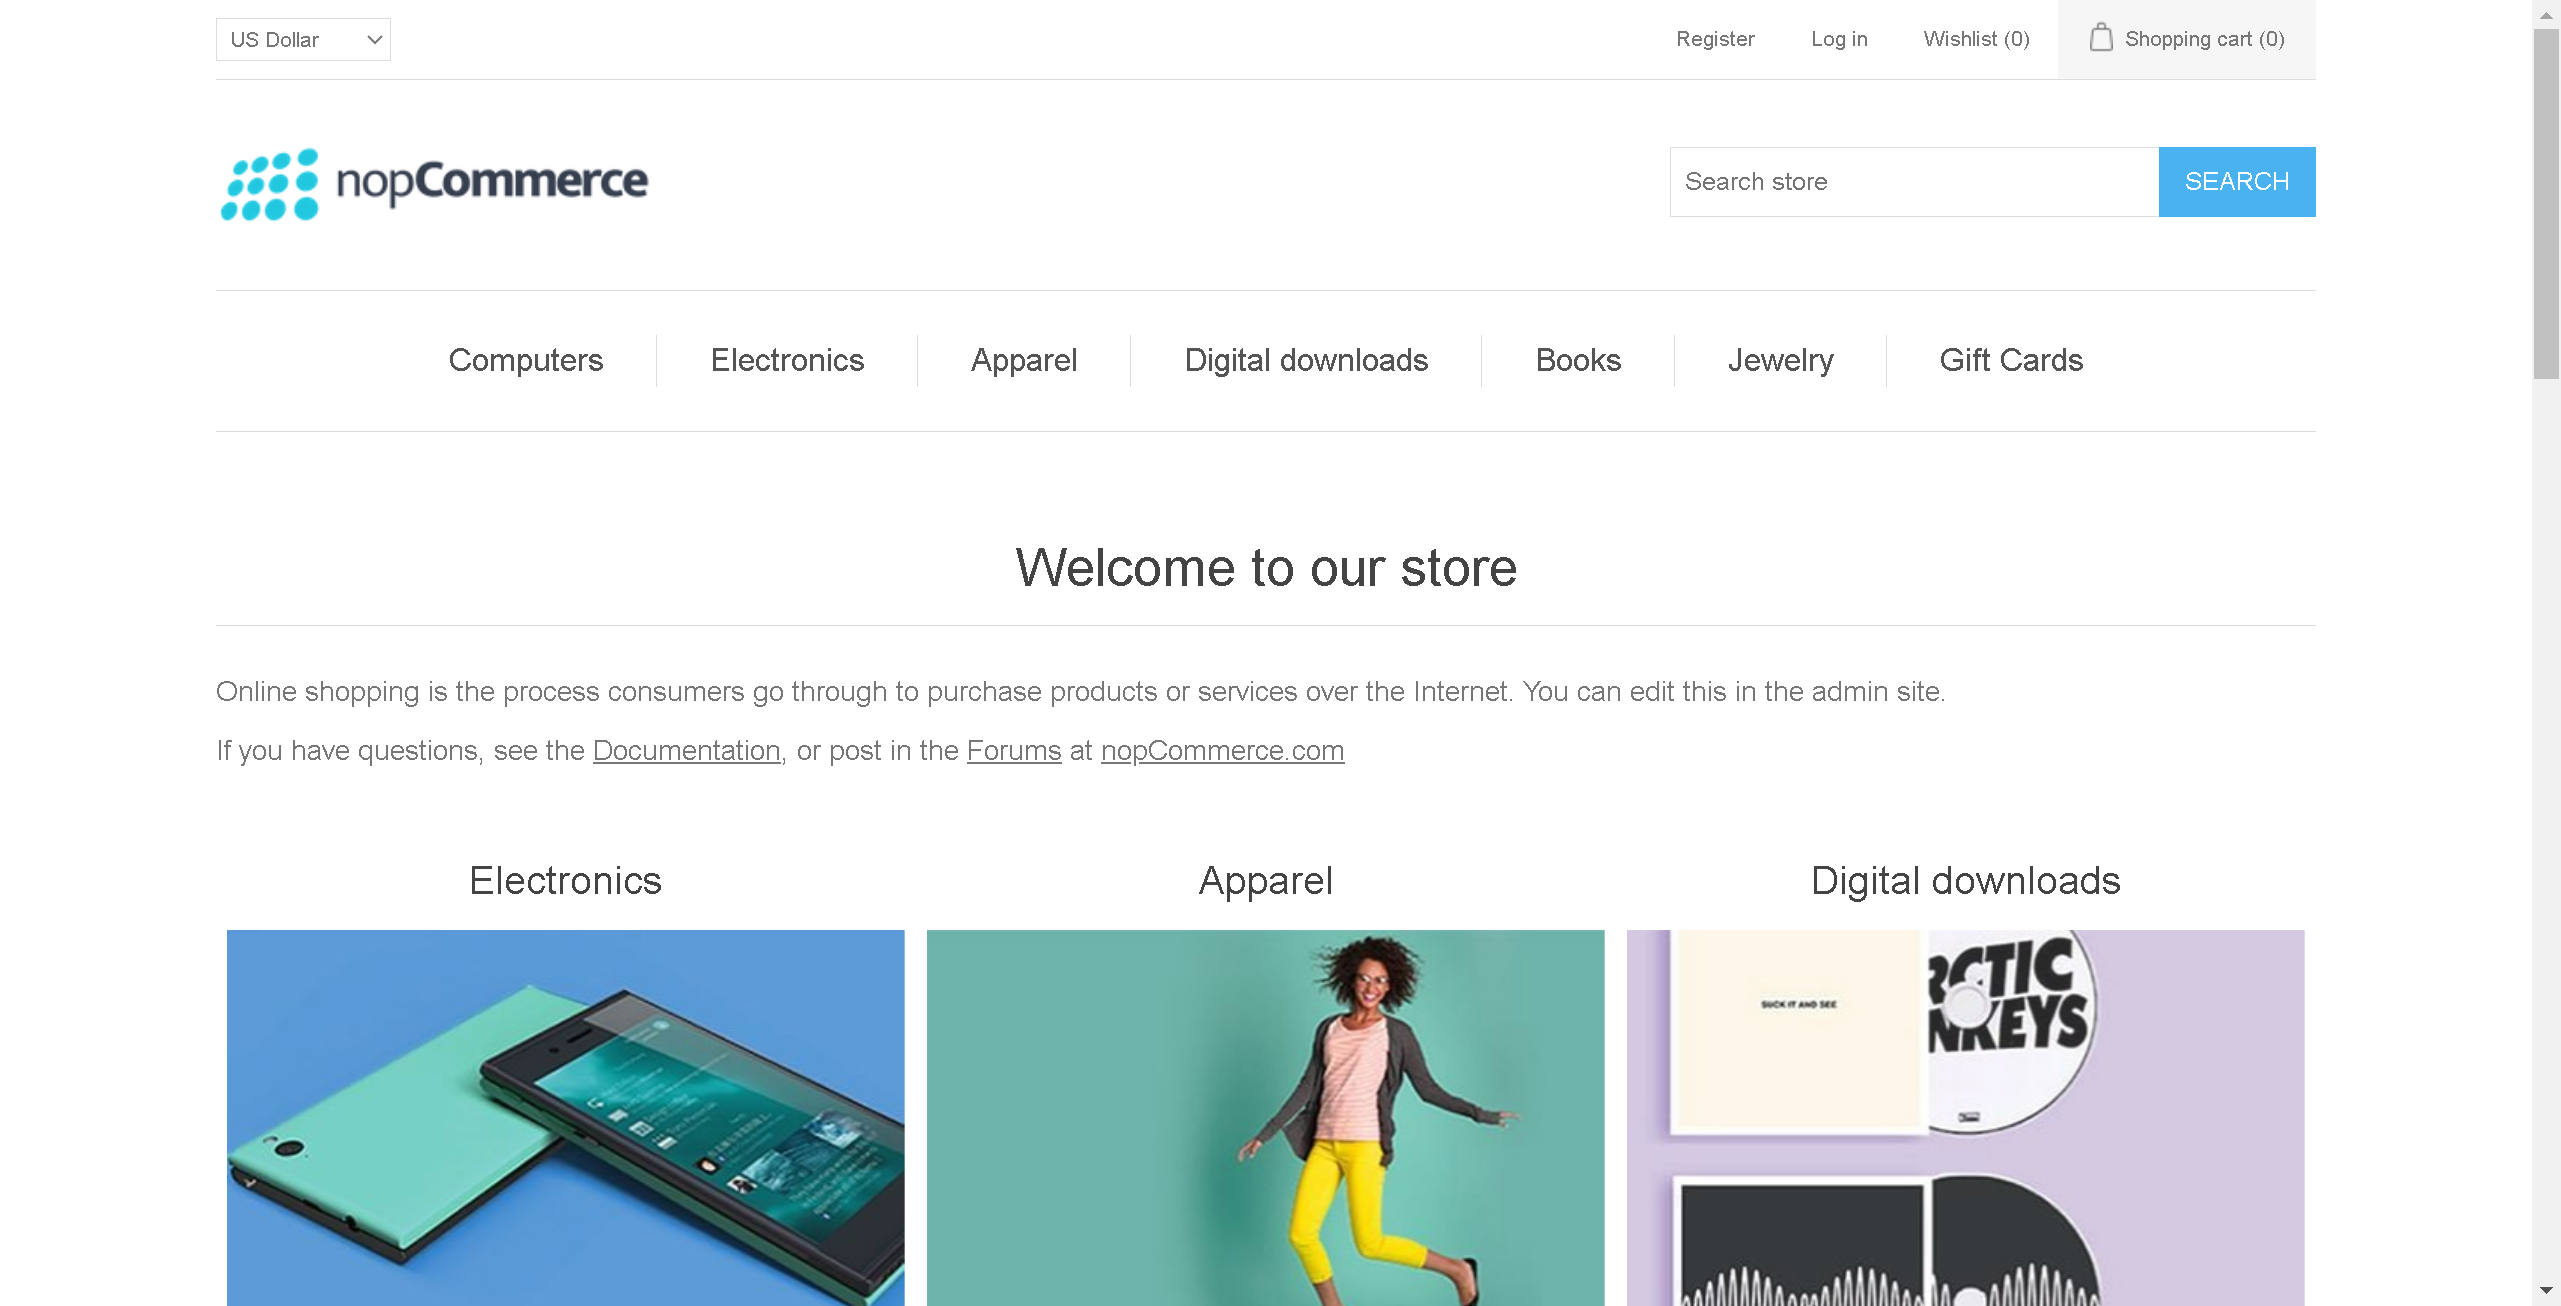 US Dollar
Register
Log in
Wishlist (0)
Shopping cart (0)
nopCommerce
Search store
SEARCH
Computers
Electronics
Apparel
Digital downloads
Books
Jewelry
Gift Cards
Welcome to our store
Online shopping is the process consumers go through to purchase products or services over the Internet. You can edit this in the admin site.
If you have questions, see the Documentation, or post in the Forums at nopCommerce.com
Electronics
Apparel
Digital downloads
SUCK IT AND SEE